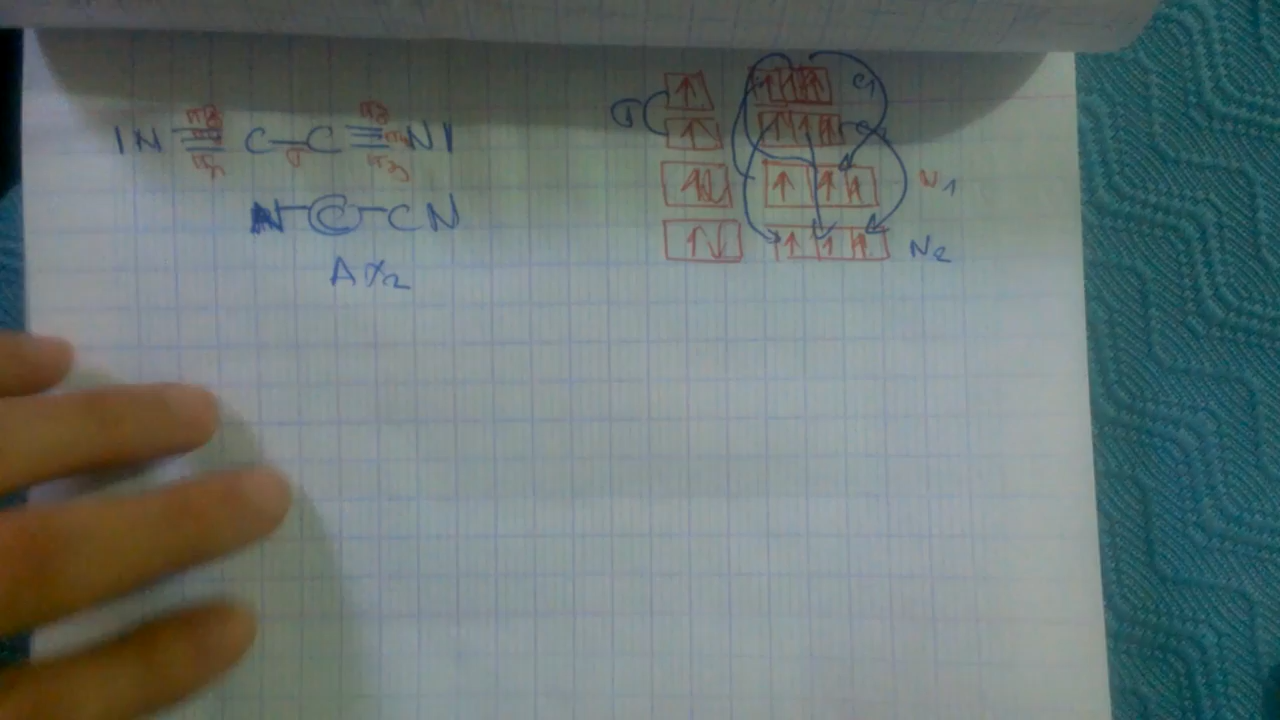 |N ≡ C — C ≡ N|
σ
N — C — CN
AX₂
σ
C₁
N₁
N₂